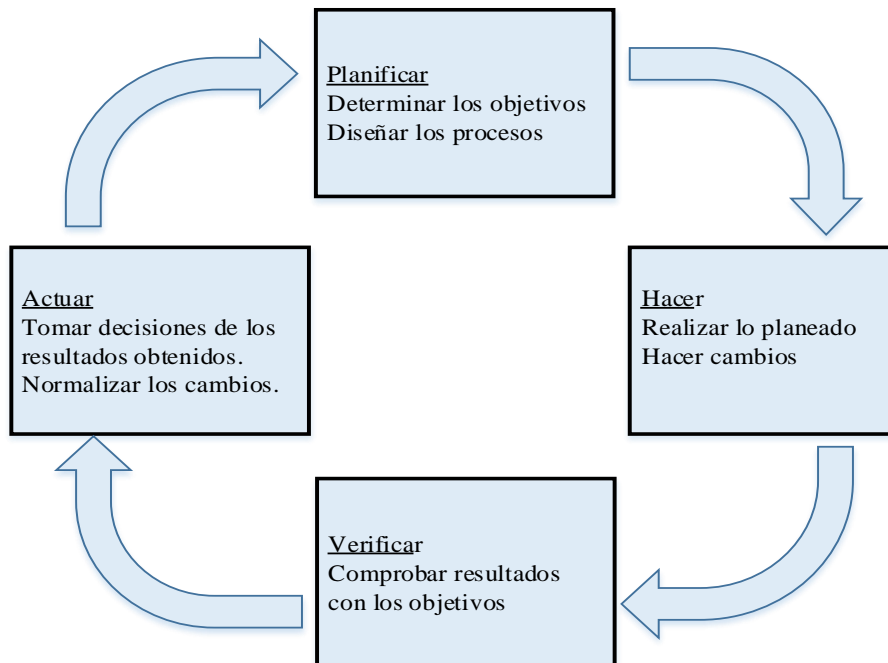 Planificar
Determinar los objetivos
Diseñar los procesos
Hacer
Realizar lo planeado
Hacer cambios
Verificar
Comprobar resultados
con los objetivos
Actuar
Tomar decisiones de los
resultados obtenidos.
Normalizar los cambios.